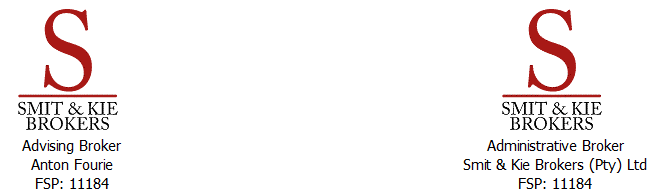 S
SMIT & KIE
BROKERS
Advising Broker
Anton Fourie
FSP: 11184
S
SMIT & KIE
BROKERS
Administrative Broker
Smit & Kie Brokers (Pty) Ltd
FSP: 11184